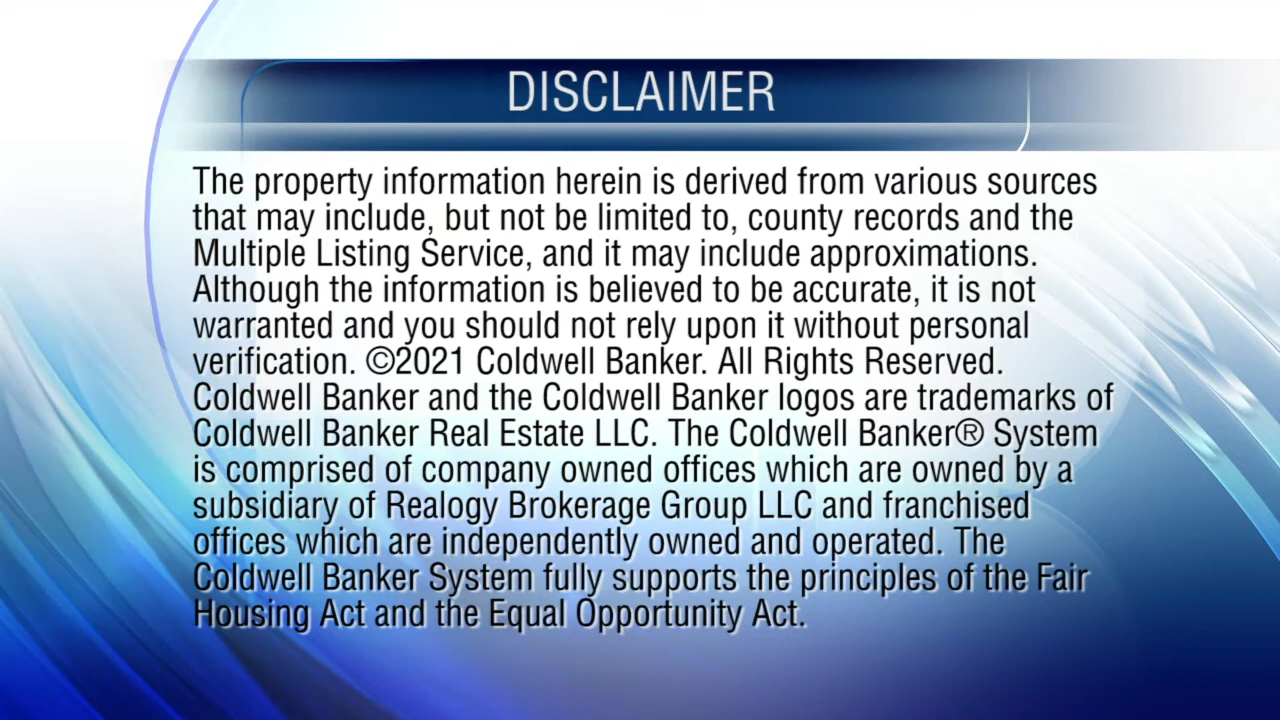 DISCLAIMER
The property information herein is derived from various sources
that may include, but not be limited to, county records and the
Multiple Listing Service, and it may include approximations.
Although the information is believed to be accurate, it is not
warranted and you should not rely upon it without personal
verification. ©2021 Coldwell Banker. All Rights Reserved.
Coldwell Banker and the Coldwell Banker logos are trademarks of
Coldwell Banker Real Estate LLC. The Coldwell Banker® System
is comprised of company owned offices which are owned by a
subsidiary of Realogy Brokerage Group LLC and franchised
offices which are independently owned and operated. The
Coldwell Banker System fully supports the principles of the Fair
Housing Act and the Equal Opportunity Act.